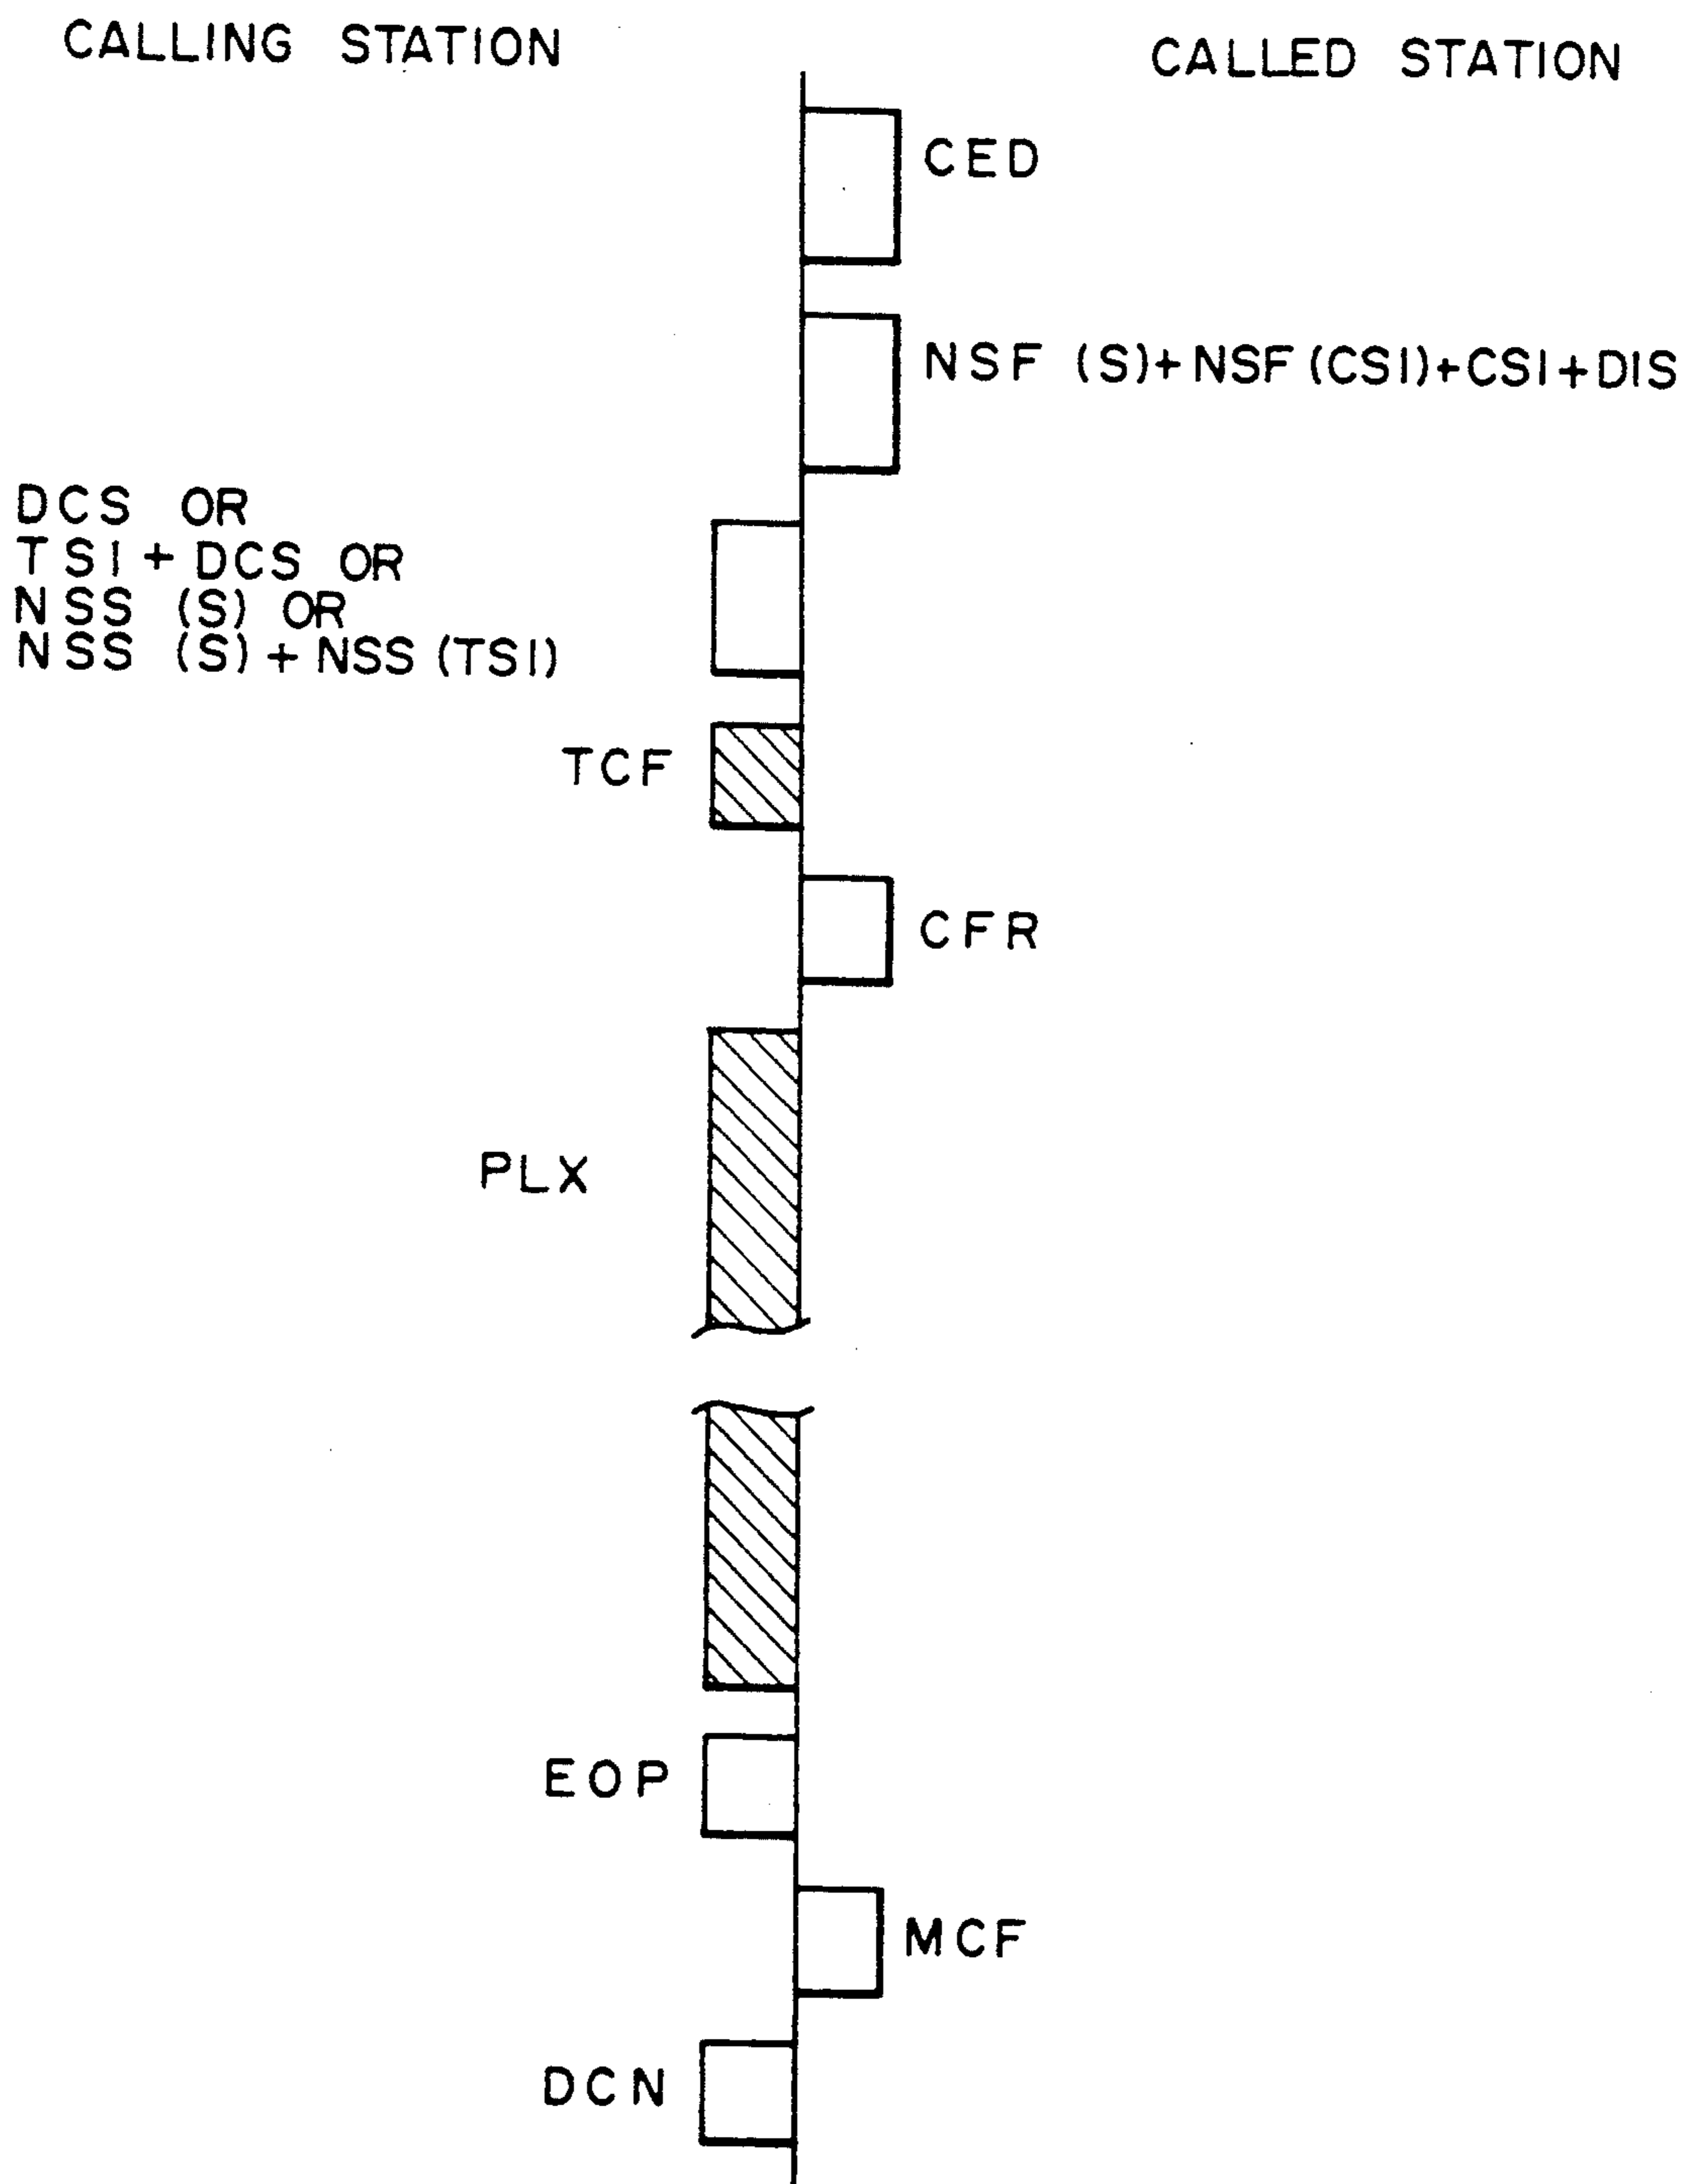 CALLING STATION
CALLED STATION
CED
NSF (S)+NSF(CSI)+CSI+DIS
DCS OR
TSI+DCS OR
NSS (S) OR
NSS (S)+NSS(TSI)
TCF
CFR
PLX
EOP
MCF
DCN